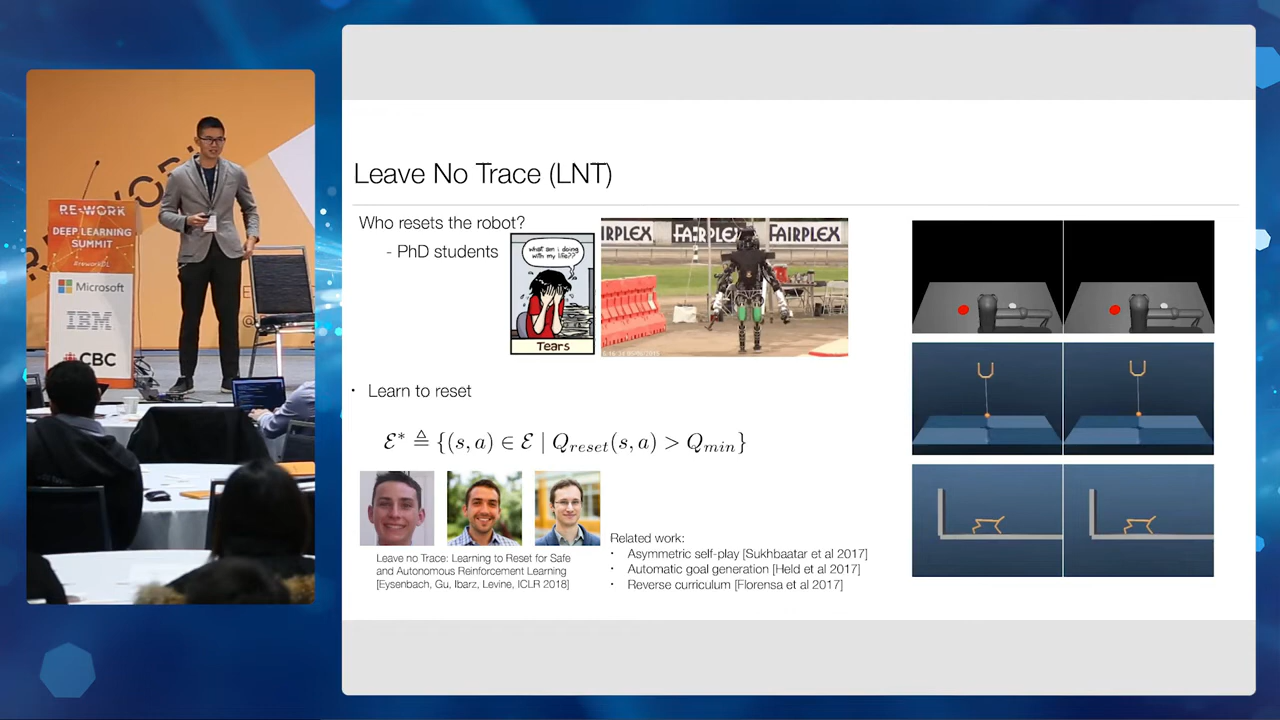 RE•WORK
DEEP LEARNING
SUMMIT
#reworkDL
Microsoft
IBM
CBC
Leave No Trace (LNT)
Who resets the robot?
- PhD students
what am i doing
with my life??
Tears
IRPLEX
FAIRPLEX
FAIRPLEX
• Learn to reset
ℰ* ≜ {(s, a) ∈ ℰ | Q_reset(s, a) > Q_min}
Leave no Trace: Learning to Reset for Safe
and Autonomous Reinforcement Learning
[Eysenbach, Gu, Ibarz, Levine, ICLR 2018]
Related work:
• Asymmetric self-play [Sukhbaatar et al 2017]
• Automatic goal generation [Held et al 2017]
• Reverse curriculum [Florensa et al 2017]